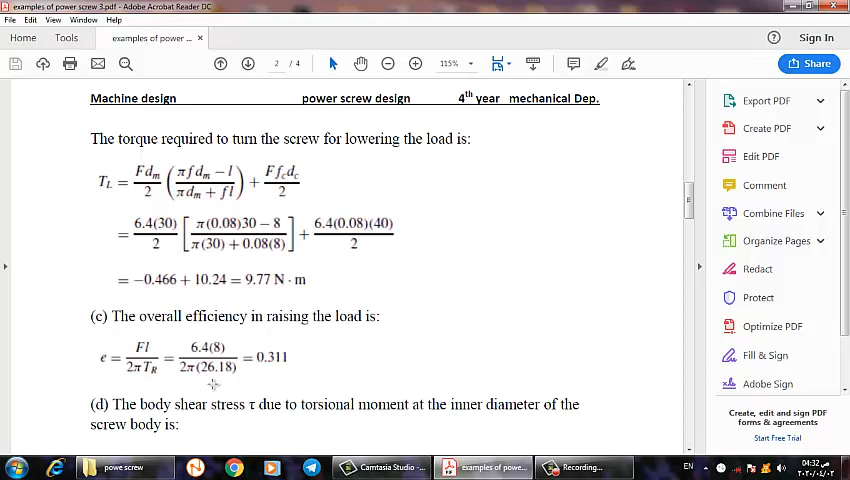 examples of power screw 3.pdf - Adobe Acrobat Reader DC
File Edit View Window Help
Home Tools examples of power ... × Sign In
2 / 4 115% Share
Machine design power screw design 4th year mechanical Dep.
The torque required to turn the screw for lowering the load is:
T_L = Fd_m/2 ((πfd_m − l)/(πd_m + fl)) + Ff_cd_c/2
= 6.4(30)/2 [(π(0.08)30 − 8)/(π(30) + 0.08(8))] + 6.4(0.08)(40)/2
= −0.466 + 10.24 = 9.77 N · m
(c) The overall efficiency in raising the load is:
e = Fl/2πT_R = 6.4(8)/2π(26.18) = 0.311
(d) The body shear stress τ due to torsional moment at the inner diameter of the
screw body is:
Export PDF
Create PDF
Edit PDF
Comment
Combine Files
Organize Pages
Redact
Protect
Optimize PDF
Fill & Sign
Adobe Sign
Create, edit and sign PDF
forms & agreements
Start Free Trial
powe screw Camtasia Studio -... examples of powe... Recording... EN 04:32 ص
٢٠٢٠/٠٤/٠٢